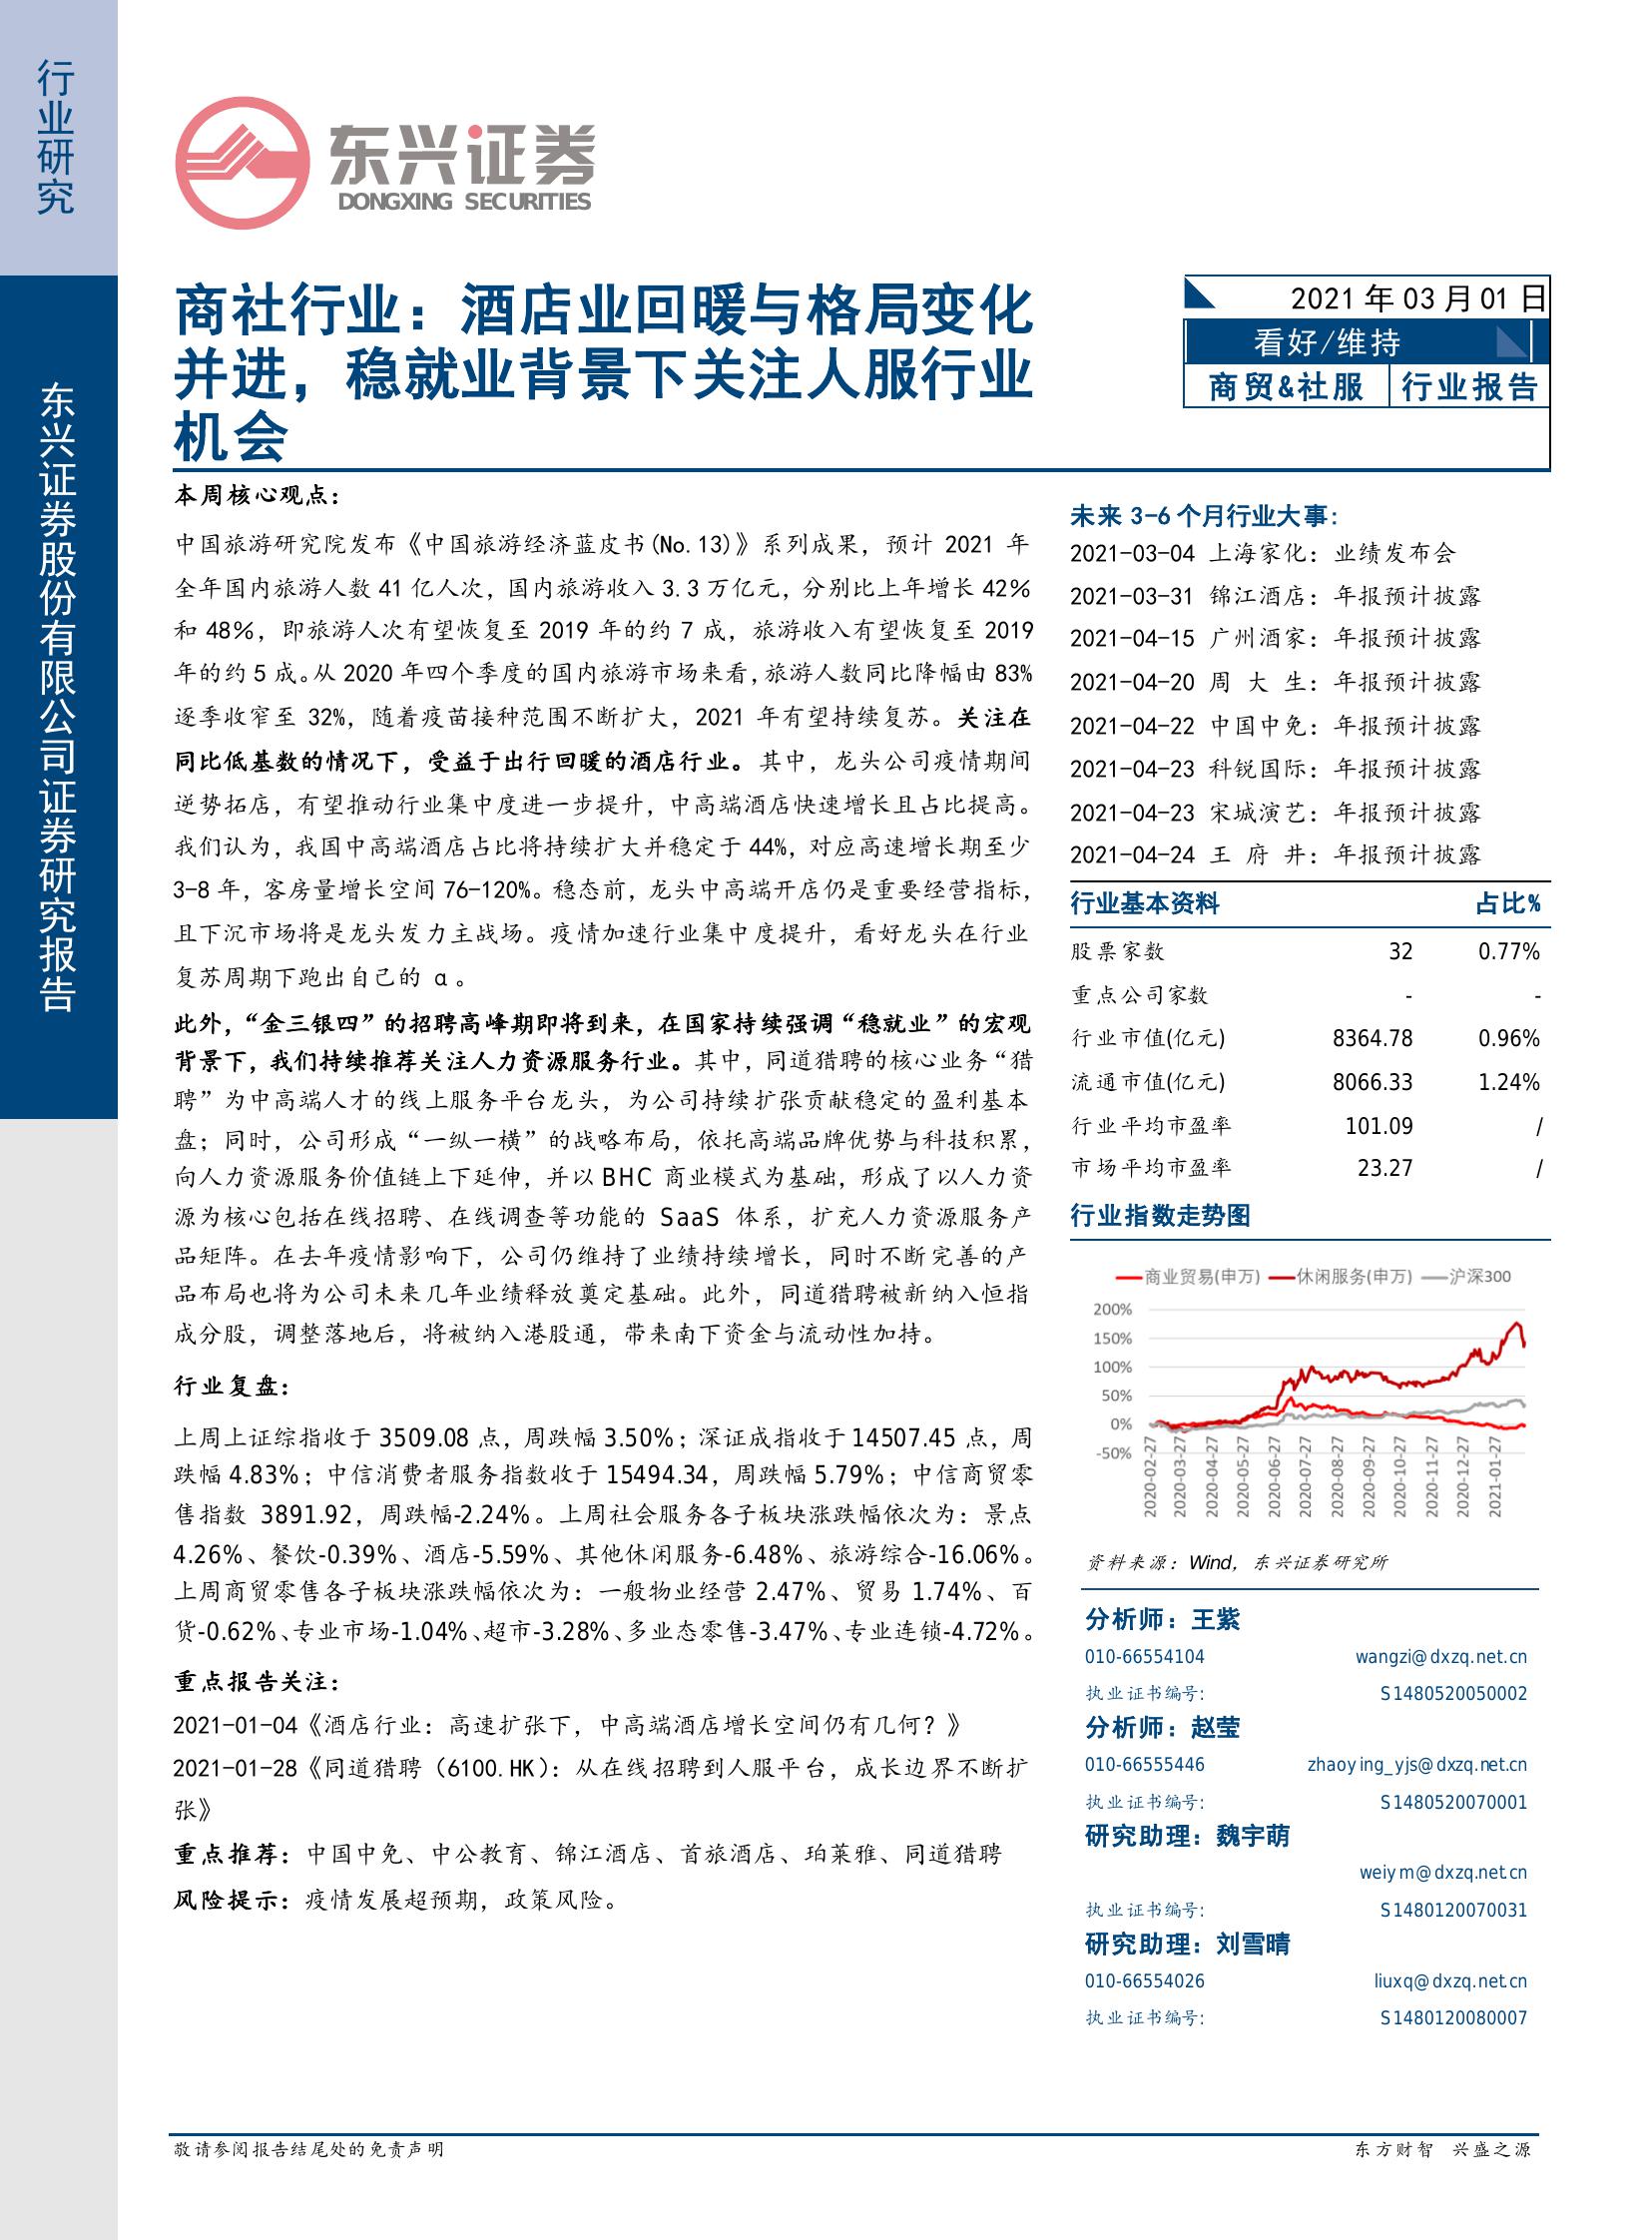 行业研究
东兴证券股份有限公司证券研究报告
东兴证券
DONGXING SECURITIES
商社行业：酒店业回暖与格局变化
并进，稳就业背景下关注人服行业
机会
2021 年 03 月 01 日
看好/维持
商贸&社服 行业报告
本周核心观点：
中国旅游研究院发布《中国旅游经济蓝皮书(No.13)》系列成果，预计 2021 年
全年国内旅游人数 41 亿人次，国内旅游收入 3.3 万亿元，分别比上年增长 42%
和 48%，即旅游人次有望恢复至 2019 年的约 7 成，旅游收入有望恢复至 2019
年的约 5 成。从 2020 年四个季度的国内旅游市场来看，旅游人数同比降幅由 83%
逐季收窄至 32%，随着疫苗接种范围不断扩大，2021 年有望持续复苏。关注在
同比低基数的情况下，受益于出行回暖的酒店行业。其中，龙头公司疫情期间
逆势拓店，有望推动行业集中度进一步提升，中高端酒店快速增长且占比提高。
我们认为，我国中高端酒店占比将持续扩大并稳定于 44%，对应高速增长期至少
3-8 年，客房量增长空间 76-120%。稳态前，龙头中高端开店仍是重要经营指标，
且下沉市场将是龙头发力主战场。疫情加速行业集中度提升，看好龙头在行业
复苏周期下跑出自己的 α。
此外，“金三银四”的招聘高峰期即将到来，在国家持续强调“稳就业”的宏观
背景下，我们持续推荐关注人力资源服务行业。其中，同道猎聘的核心业务“猎
聘”为中高端人才的线上服务平台龙头，为公司持续扩张贡献稳定的盈利基本
盘；同时，公司形成“一纵一横”的战略布局，依托高端品牌优势与科技积累，
向人力资源服务价值链上下延伸，并以 BHC 商业模式为基础，形成了以人力资
源为核心包括在线招聘、在线调查等功能的 SaaS 体系，扩充人力资源服务产
品矩阵。在去年疫情影响下，公司仍维持了业绩持续增长，同时不断完善的产
品布局也将为公司未来几年业绩释放奠定基础。此外，同道猎聘被新纳入恒指
成分股，调整落地后，将被纳入港股通，带来南下资金与流动性加持。
行业复盘：
上周上证综指收于 3509.08 点，周跌幅 3.50%；深证成指收于 14507.45 点，周
跌幅 4.83%；中信消费者服务指数收于 15494.34，周跌幅 5.79%；中信商贸零
售指数 3891.92，周跌幅-2.24%。上周社会服务各子板块涨跌幅依次为：景点
4.26%、餐饮-0.39%、酒店-5.59%、其他休闲服务-6.48%、旅游综合-16.06%。
上周商贸零售各子板块涨跌幅依次为：一般物业经营 2.47%、贸易 1.74%、百
货-0.62%、专业市场-1.04%、超市-3.28%、多业态零售-3.47%、专业连锁-4.72%。
重点报告关注：
2021-01-04《酒店行业：高速扩张下，中高端酒店增长空间仍有几何？》
2021-01-28《同道猎聘（6100.HK）：从在线招聘到人服平台，成长边界不断扩
张》
重点推荐：中国中免、中公教育、锦江酒店、首旅酒店、珀莱雅、同道猎聘
风险提示：疫情发展超预期，政策风险。
未来 3-6 个月行业大事：
2021-03-04 上海家化：业绩发布会
2021-03-31 锦江酒店：年报预计披露
2021-04-15 广州酒家：年报预计披露
2021-04-20 周 大 生：年报预计披露
2021-04-22 中国中免：年报预计披露
2021-04-23 科锐国际：年报预计披露
2021-04-23 宋城演艺：年报预计披露
2021-04-24 王 府 井：年报预计披露
行业基本资料 占比%
股票家数 32 0.77%
重点公司家数 - -
行业市值(亿元) 8364.78 0.96%
流通市值(亿元) 8066.33 1.24%
行业平均市盈率 101.09 /
市场平均市盈率 23.27 /
行业指数走势图
商业贸易(申万) 休闲服务(申万) 沪深300
200%
150%
100%
50%
0%
-50%
2020-02-27 2020-03-27 2020-04-27 2020-05-27 2020-06-27 2020-07-27 2020-08-27 2020-09-27 2020-10-27 2020-11-27 2020-12-27 2021-01-27
资料来源：Wind，东兴证券研究所
分析师：王紫
010-66554104 wangzi@dxzq.net.cn
执业证书编号: S1480520050002
分析师：赵莹
010-66555446 zhaoying_yjs@dxzq.net.cn
执业证书编号: S1480520070001
研究助理：魏宇萌
weiym@dxzq.net.cn
执业证书编号: S1480120070031
研究助理：刘雪晴
010-66554026 liuxq@dxzq.net.cn
执业证书编号: S1480120080007
敬请参阅报告结尾处的免责声明
东方财智 兴盛之源